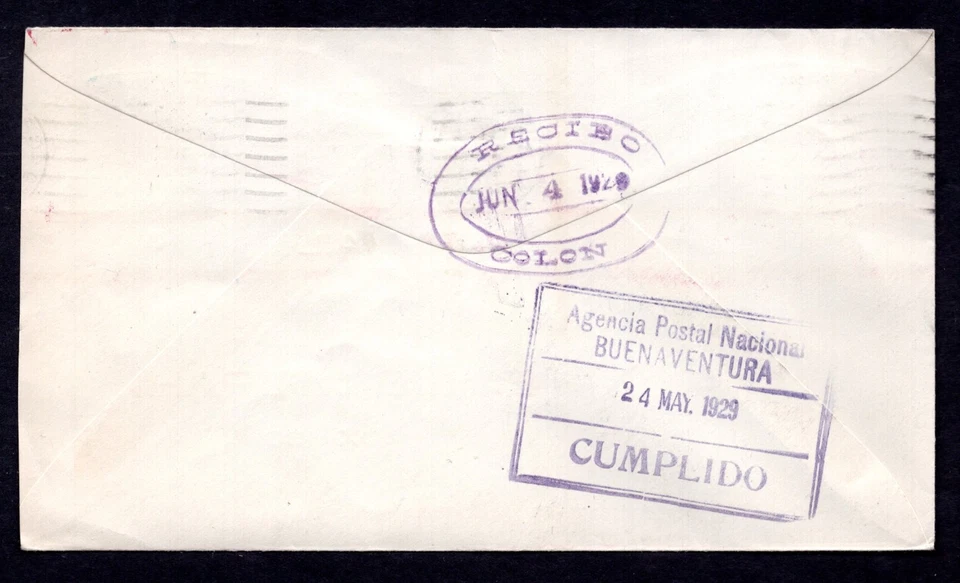 RECIBO
JUN 4 1929
COLON
Agencia Postal Nacional
BUENAVENTURA
24 MAY. 1929
CUMPLIDO